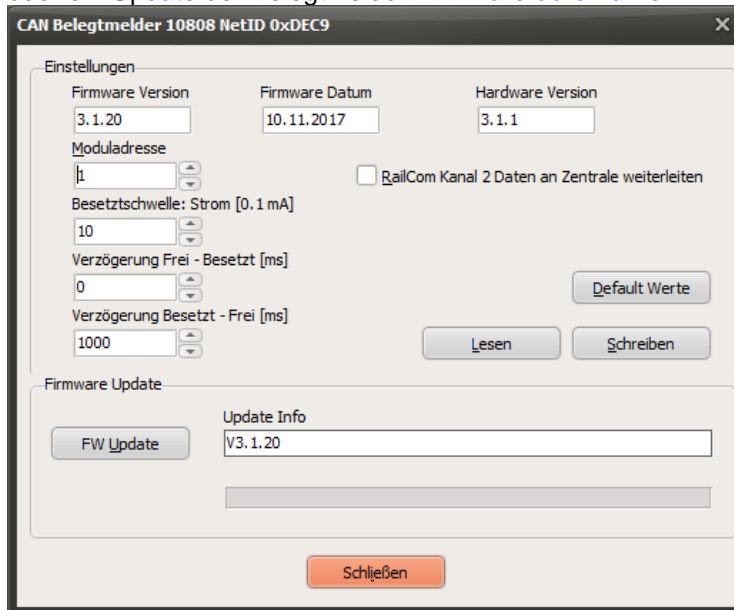 CAN Belegtmelder 10808 NetID 0xDEC9
Einstellungen
Firmware Version Firmware Datum Hardware Version
3.1.20 10.11.2017 3.1.1
Moduladresse
1 RailCom Kanal 2 Daten an Zentrale weiterleiten
Besetztschwelle: Strom [0.1 mA]
10
Verzögerung Frei - Besetzt [ms]
0 Default Werte
Verzögerung Besetzt - Frei [ms]
1000 Lesen Schreiben
Firmware Update
Update Info
FW Update V3.1.20
Schließen